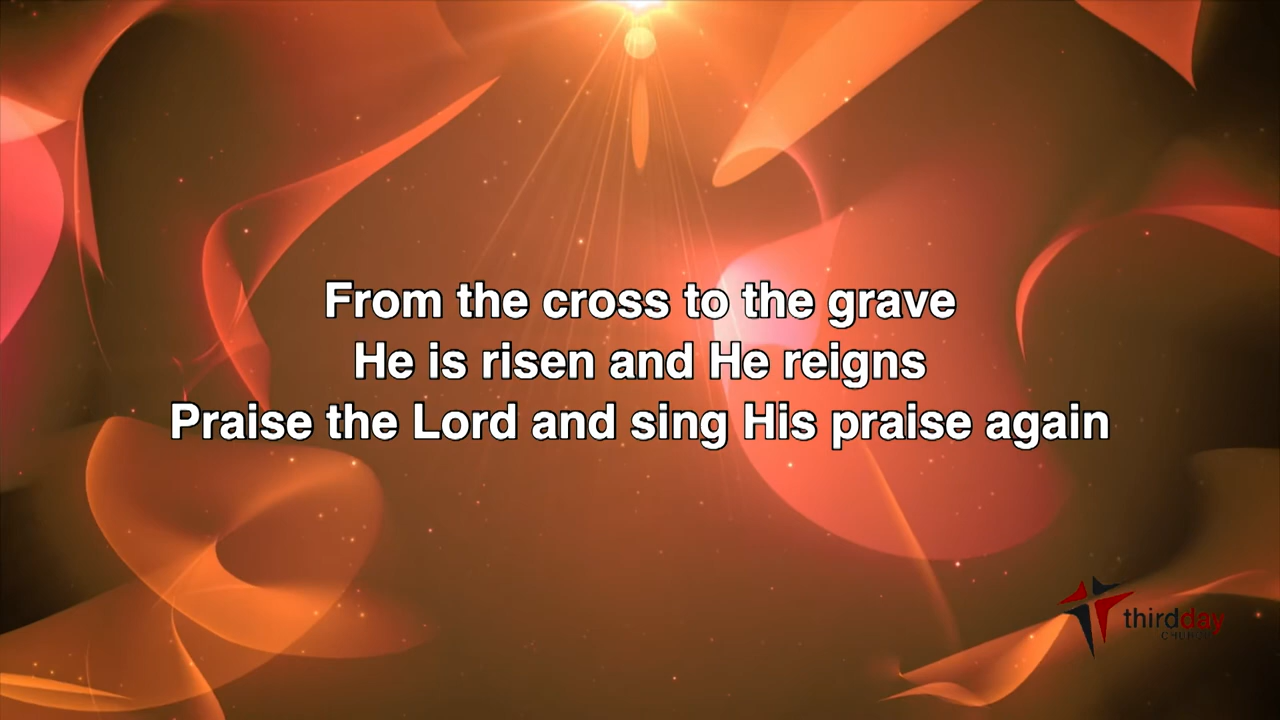 From the cross to the grave
He is risen and He reigns
Praise the Lord and sing His praise again
thirdday
CHURCH